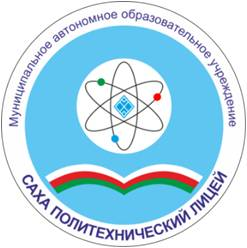 Муниципальное автономное образовательное учреждение
САХА ПОЛИТЕХНИЧЕСКИЙ ЛИЦЕЙ